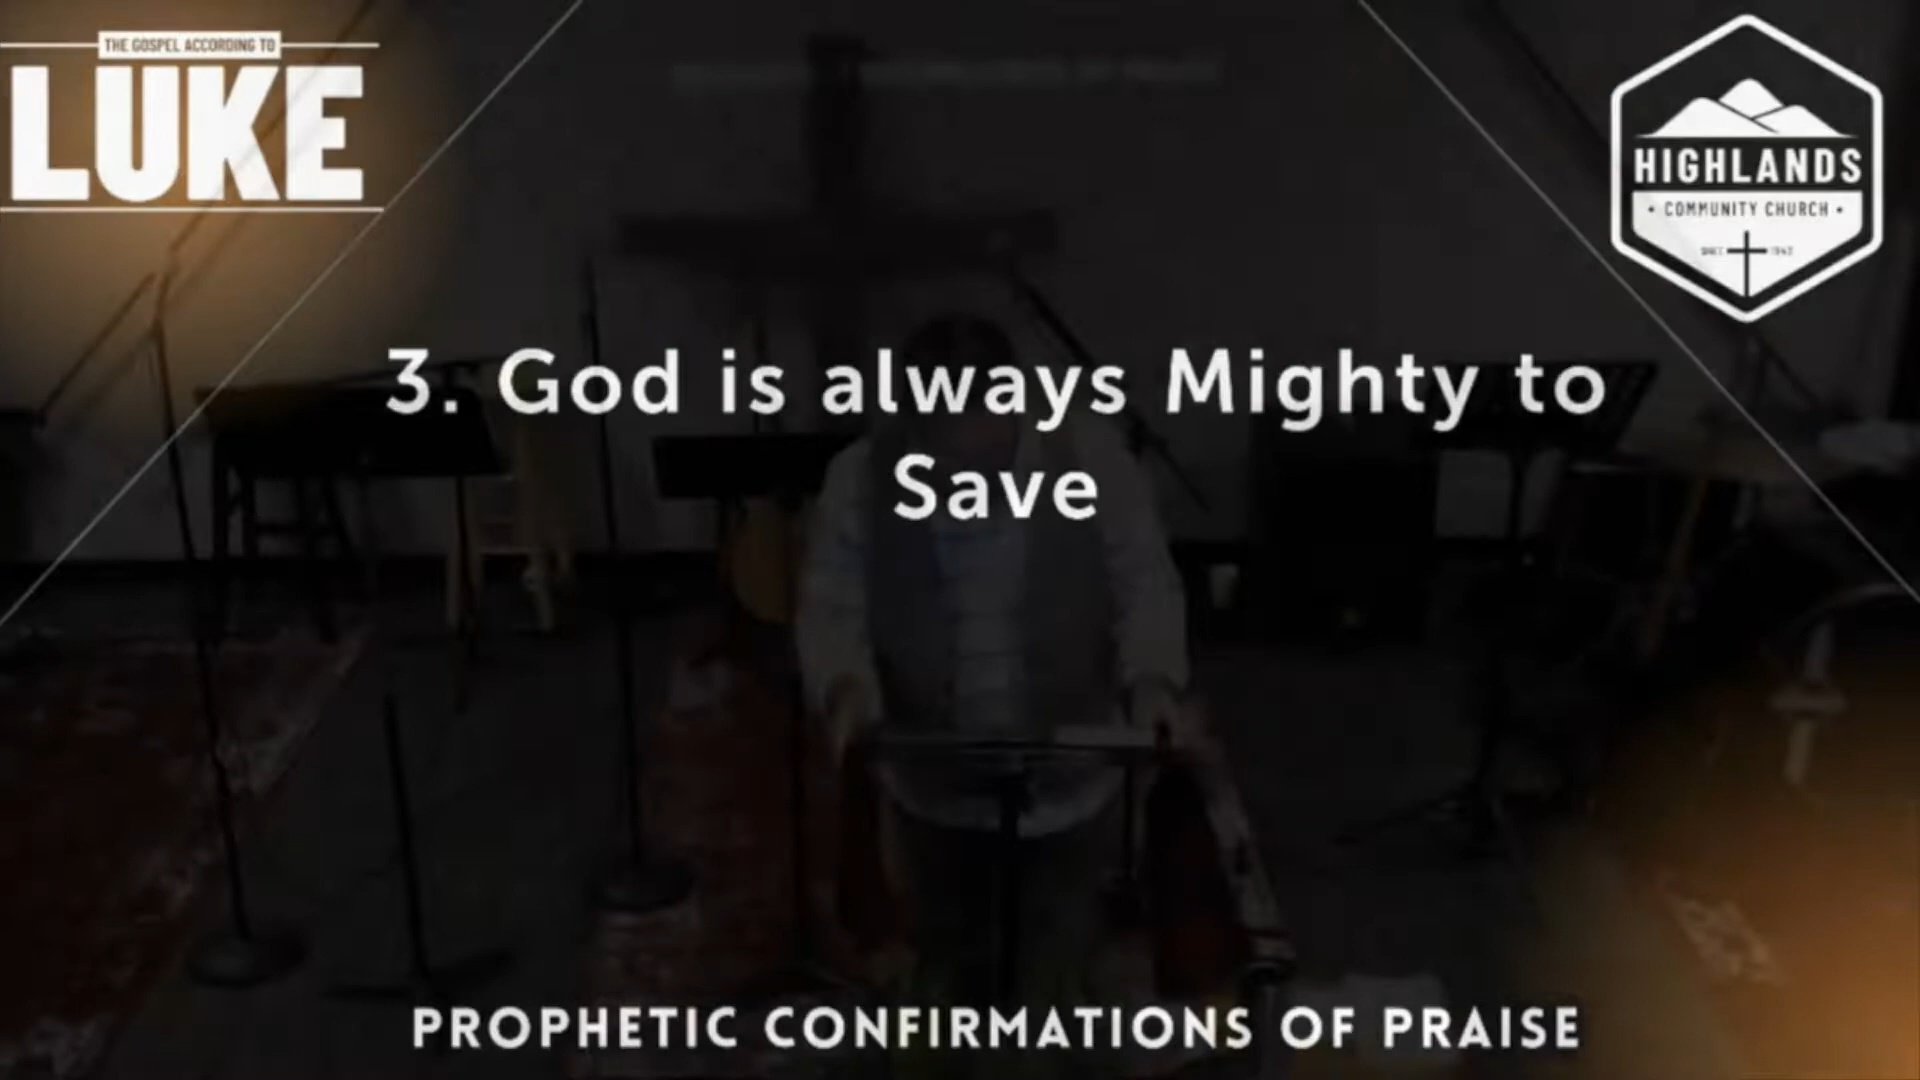 THE GOSPEL ACCORDING TO
LUKE
HIGHLANDS
• COMMUNITY CHURCH •
3. God is always Mighty to
Save
PROPHETIC CONFIRMATIONS OF PRAISE